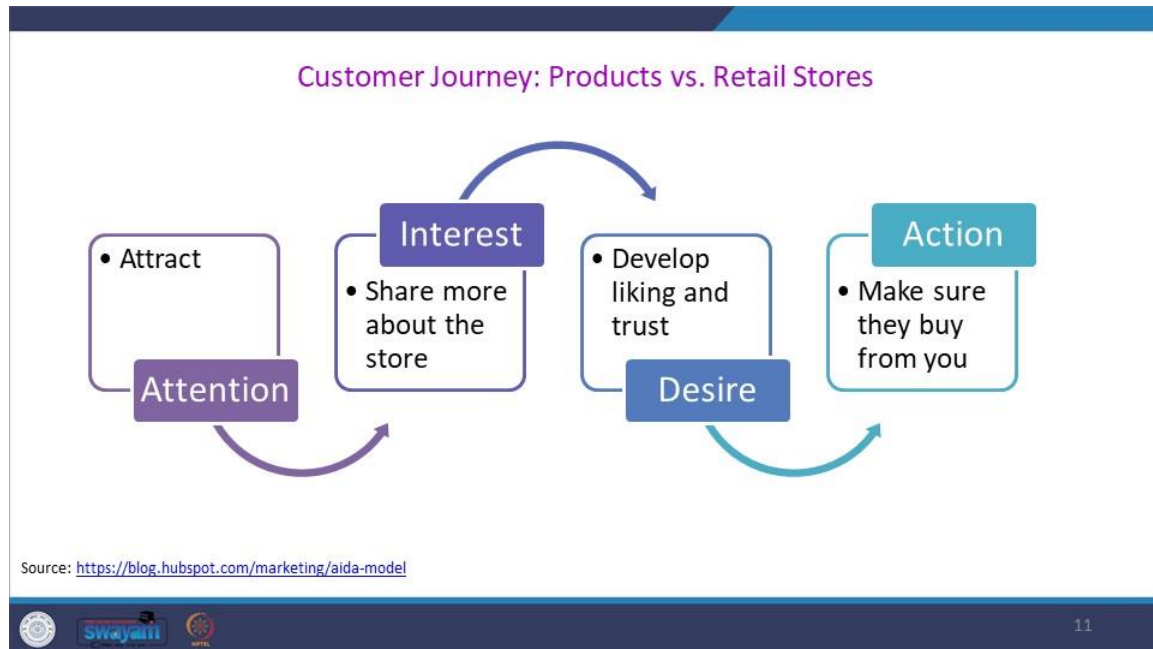 Customer Journey: Products vs. Retail Stores
• Attract
Attention
Interest
• Share more
about the
store
• Develop
liking and
trust
Desire
Action
• Make sure
they buy
from you
Source: https://blog.hubspot.com/marketing/aida-model
swayam
NPTEL
11